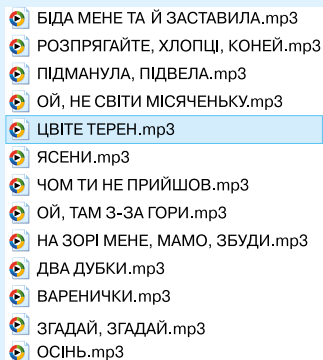 БІДА МЕНЕ ТА Й ЗАСТАВИЛА.mp3
РОЗПРЯГАЙТЕ, ХЛОПЦІ, КОНЕЙ.mp3
ПІДМАНУЛА, ПІДВЕЛА.mp3
ОЙ, НЕ СВІТИ МІСЯЧЕНЬКУ.mp3
ЦВІТЕ ТЕРЕН.mp3
ЯСЕНИ.mp3
ЧОМ ТИ НЕ ПРИЙШОВ.mp3
ОЙ, ТАМ З-ЗА ГОРИ.mp3
НА ЗОРІ МЕНЕ, МАМО, ЗБУДИ.mp3
ДВА ДУБКИ.mp3
ВАРЕНИЧКИ.mp3
ЗГАДАЙ, ЗГАДАЙ.mp3
ОСІНЬ.mp3